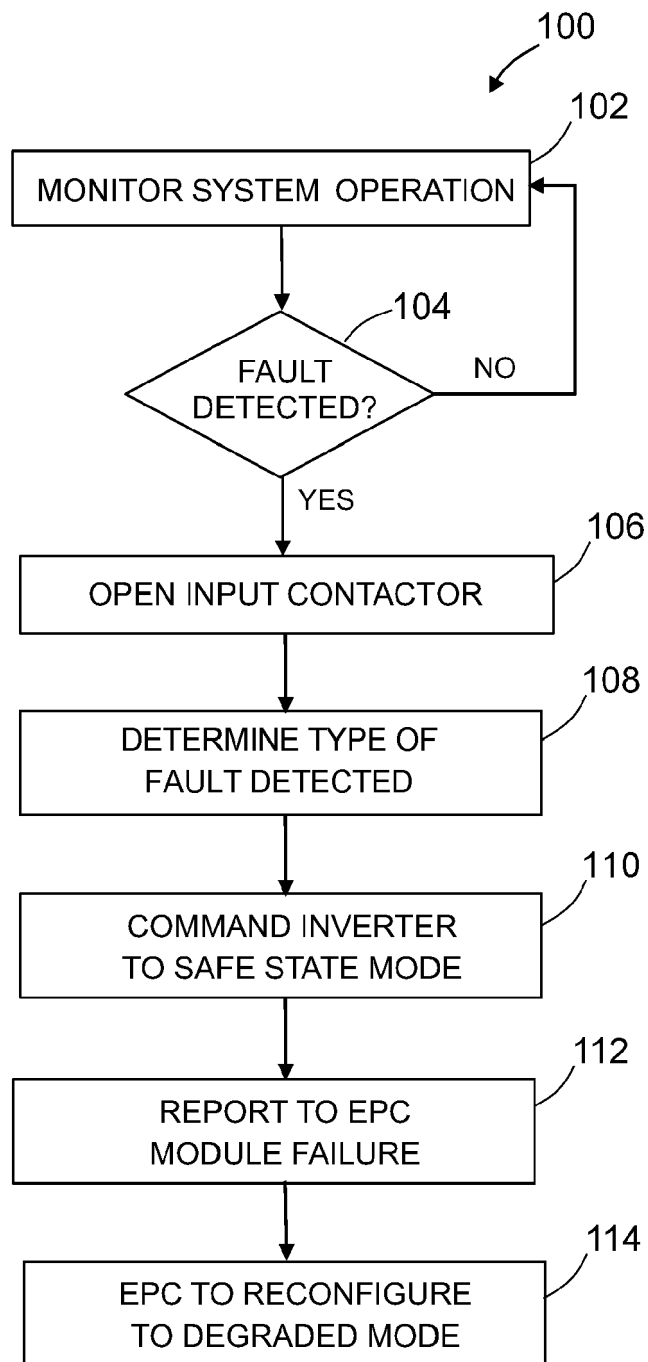 100
102
MONITOR SYSTEM OPERATION
104
FAULT
DETECTED?
NO
YES
106
OPEN INPUT CONTACTOR
108
DETERMINE TYPE OF
FAULT DETECTED
110
COMMAND INVERTER
TO SAFE STATE MODE
112
REPORT TO EPC
MODULE FAILURE
114
EPC TO RECONFIGURE
TO DEGRADED MODE